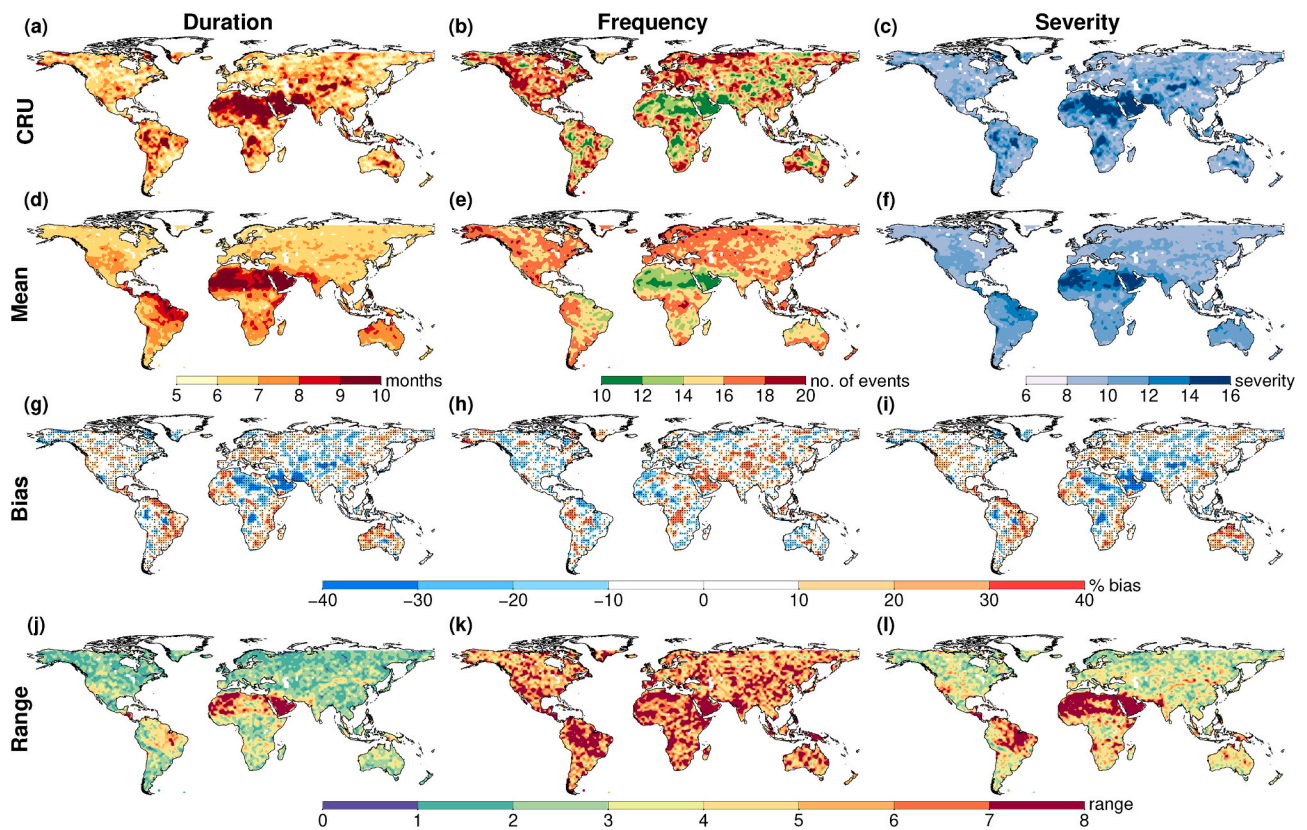 Duration Frequency Severity
(a) (b) (c)
CRU
(d) (e) (f)
Mean
months no. of events severity
5 6 7 8 9 10 10 12 14 16 18 20 6 8 10 12 14 16
(g) (h) (i)
Bias
% bias
−40 −30 −20 −10 0 10 20 30 40
(j) (k) (l)
Range
range
0 1 2 3 4 5 6 7 8